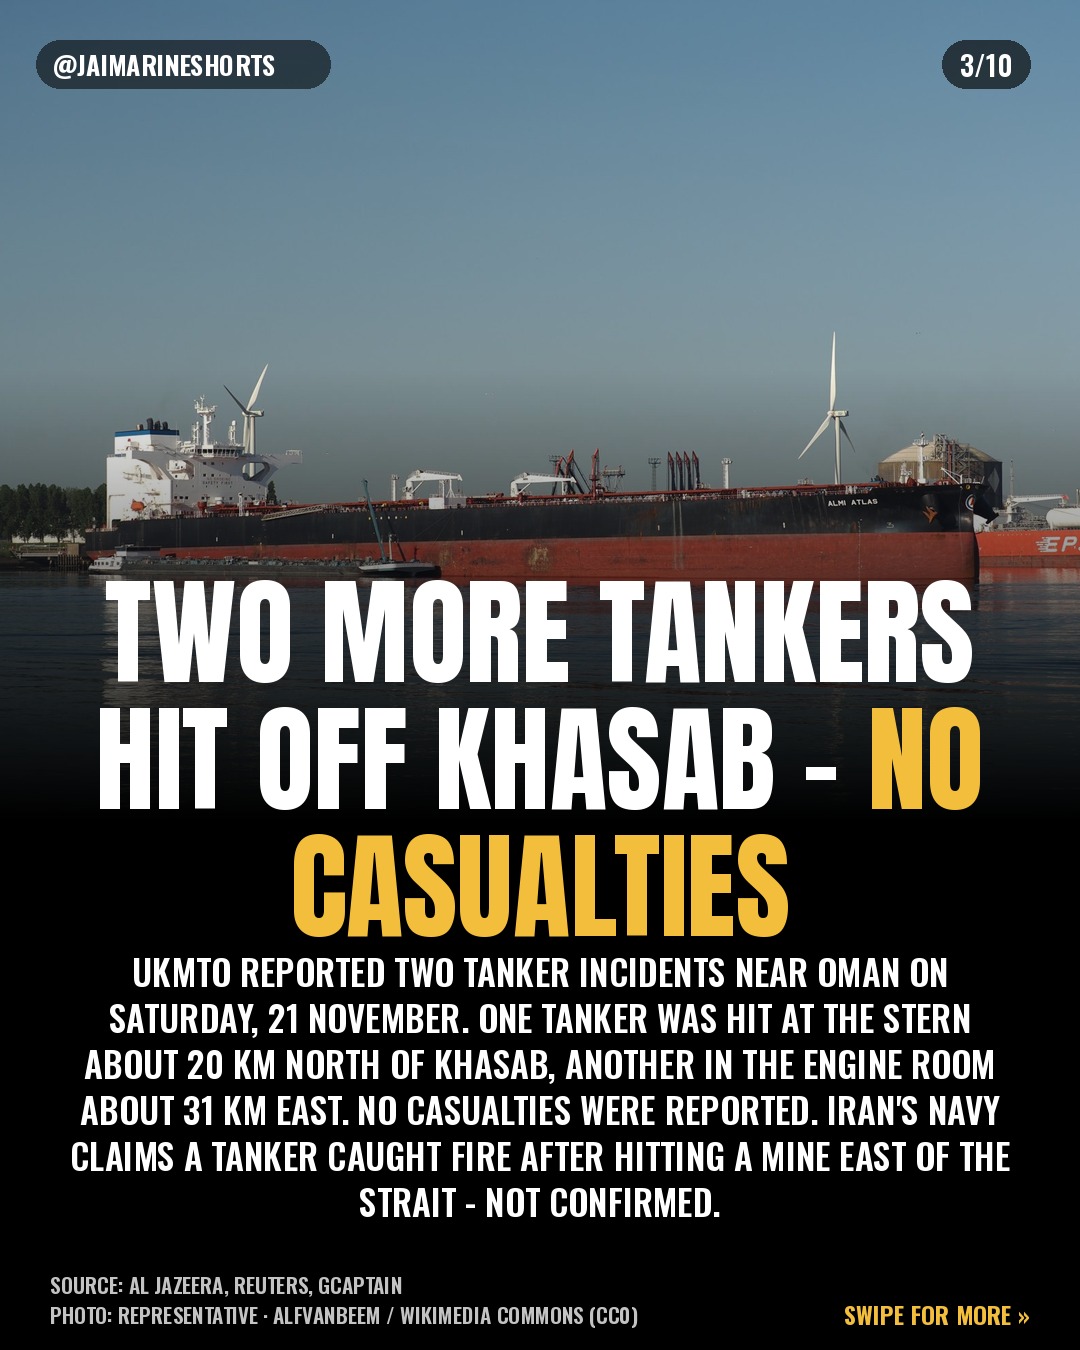 @JAIMARINESHORTS
3/10
ALMI ATLAS
EP
TWO MORE TANKERS
HIT OFF KHASAB - NO
CASUALTIES
UKMTO REPORTED TWO TANKER INCIDENTS NEAR OMAN ON
SATURDAY, 21 NOVEMBER. ONE TANKER WAS HIT AT THE STERN
ABOUT 20 KM NORTH OF KHASAB, ANOTHER IN THE ENGINE ROOM
ABOUT 31 KM EAST. NO CASUALTIES WERE REPORTED. IRAN'S NAVY
CLAIMS A TANKER CAUGHT FIRE AFTER HITTING A MINE EAST OF THE
STRAIT - NOT CONFIRMED.
SOURCE: AL JAZEERA, REUTERS, GCAPTAIN
PHOTO: REPRESENTATIVE · ALFVANBEEM / WIKIMEDIA COMMONS (CC0)
SWIPE FOR MORE »